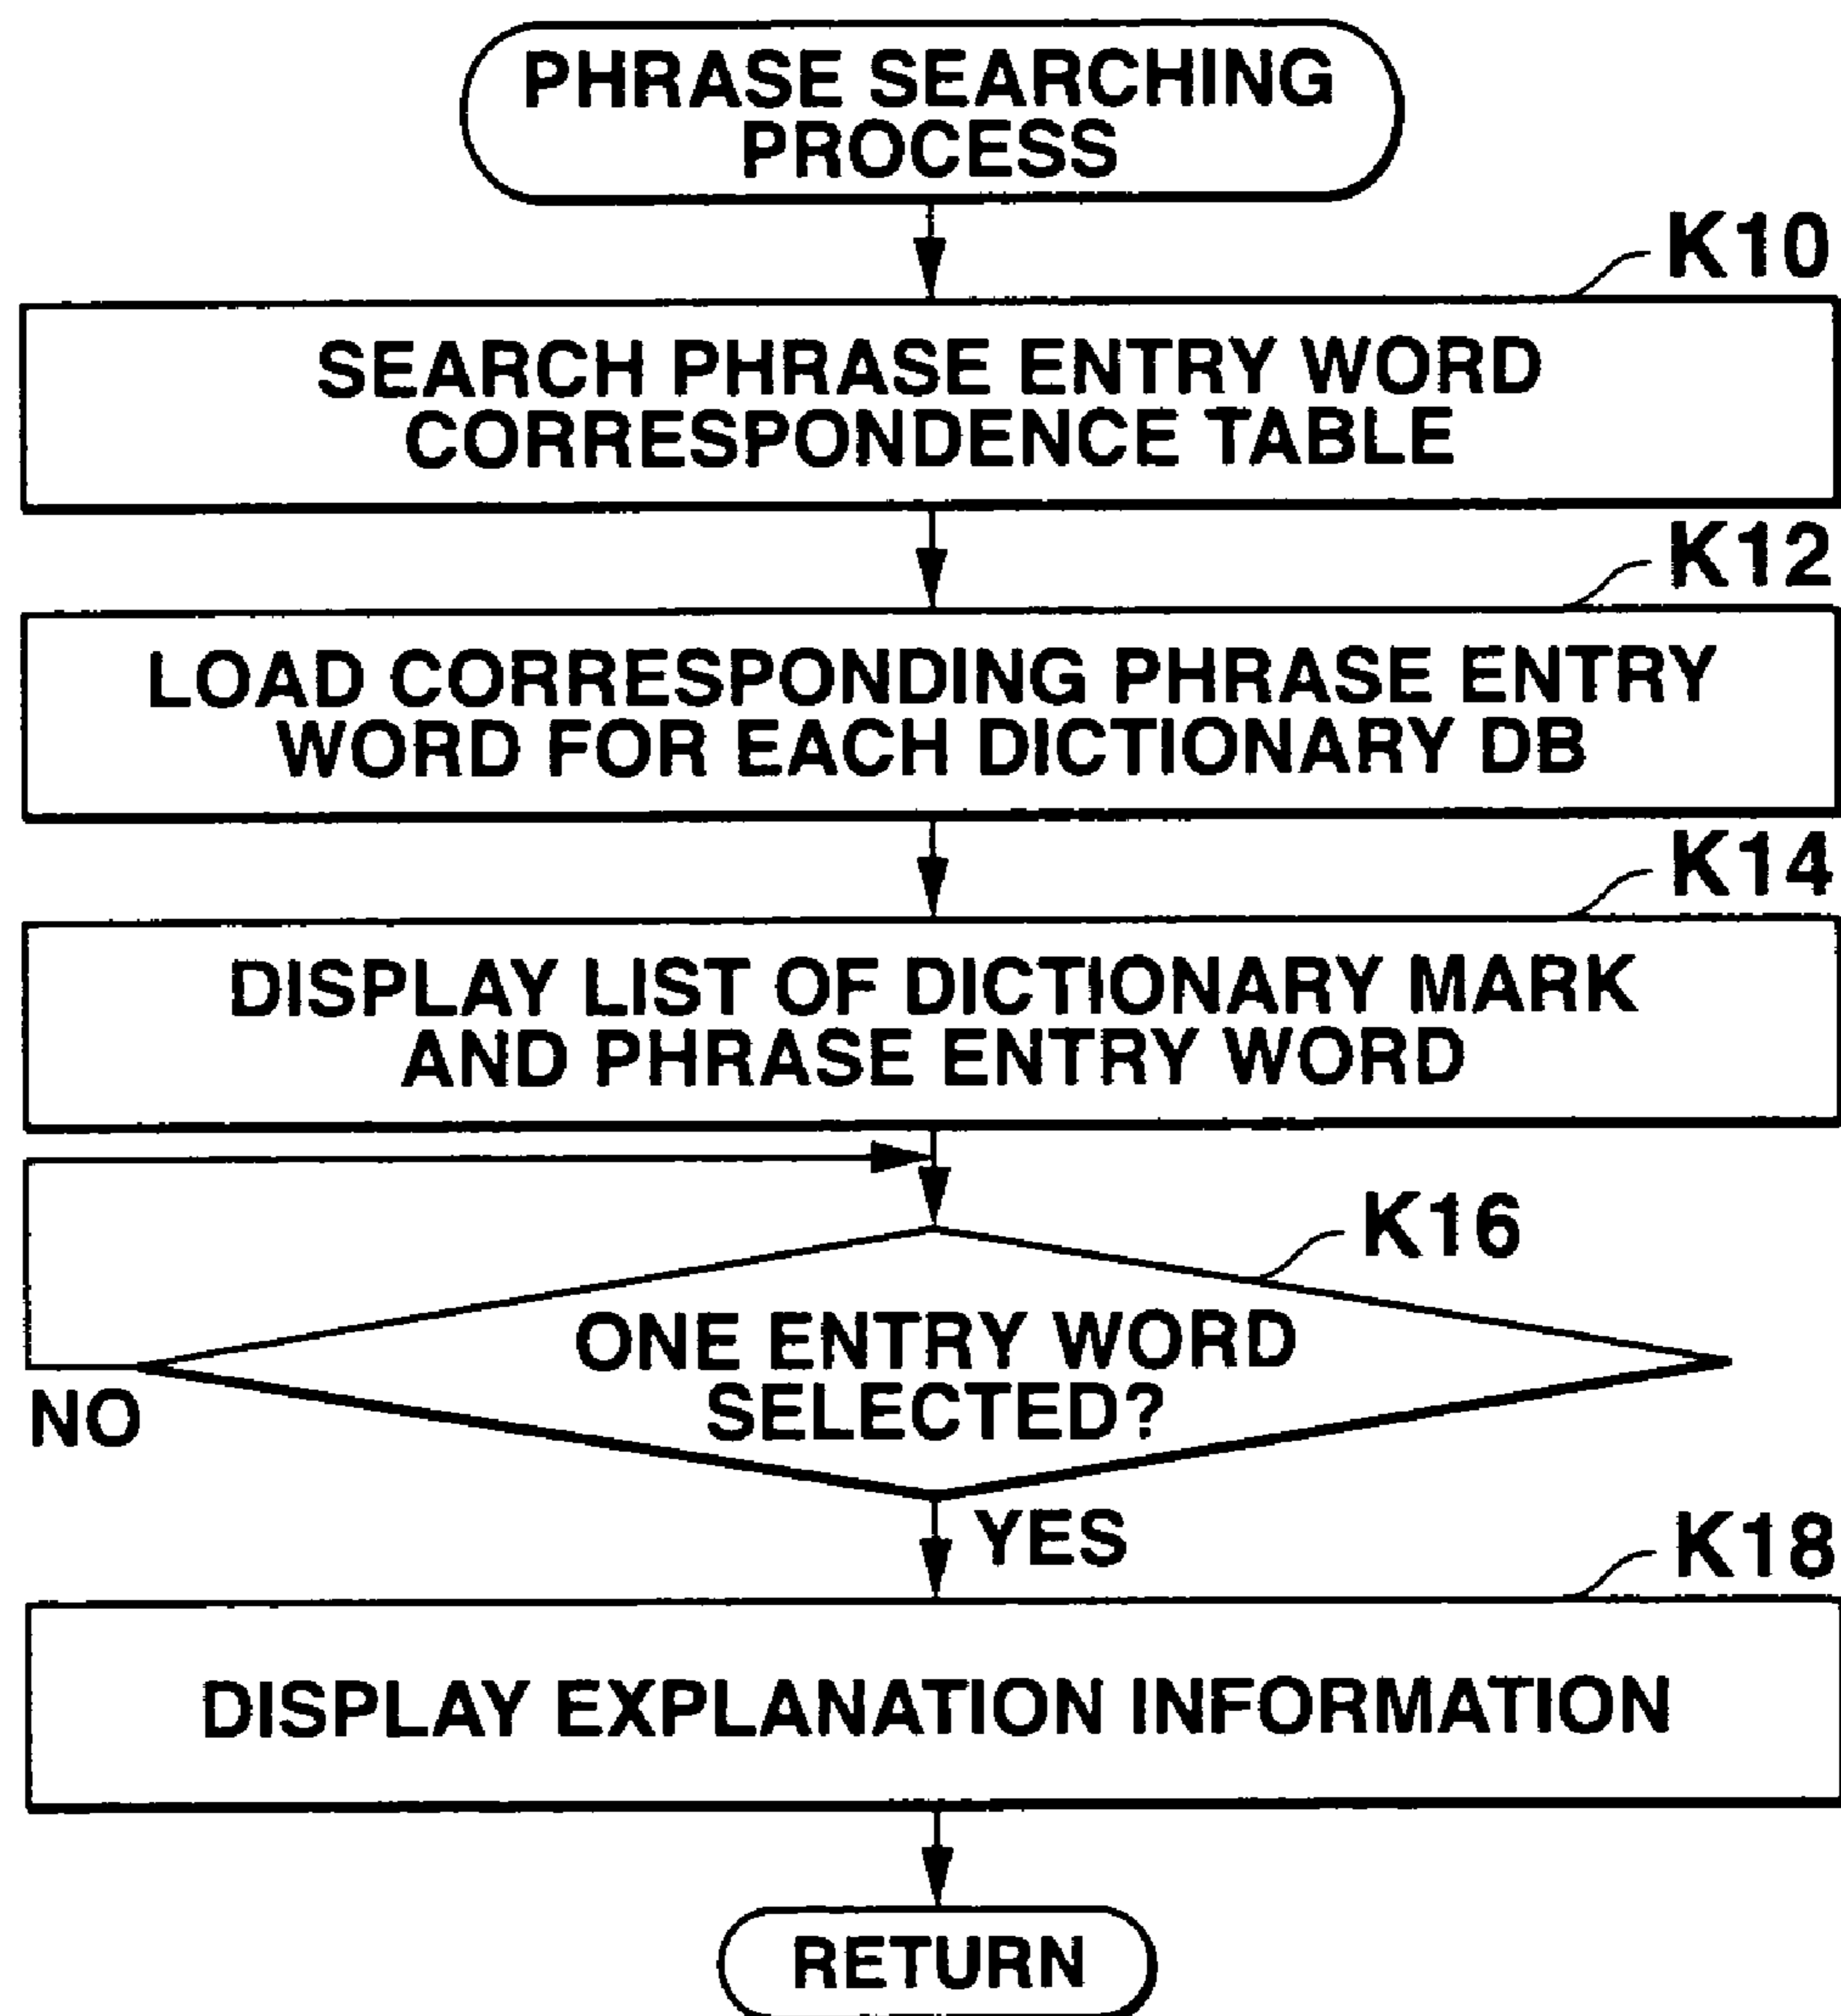 PHRASE SEARCHING
PROCESS
K10
SEARCH PHRASE ENTRY WORD
CORRESPONDENCE TABLE
K12
LOAD CORRESPONDING PHRASE ENTRY
WORD FOR EACH DICTIONARY DB
K14
DISPLAY LIST OF DICTIONARY MARK
AND PHRASE ENTRY WORD
K16
ONE ENTRY WORD
SELECTED?
NO
YES
K18
DISPLAY EXPLANATION INFORMATION
RETURN